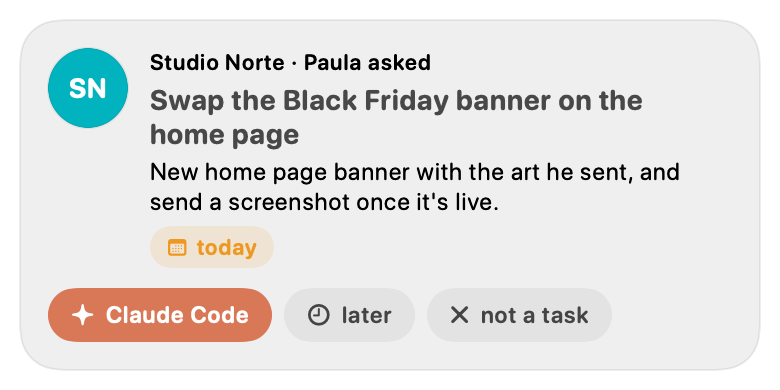 SN
Studio Norte · Paula asked
Swap the Black Friday banner on the
home page
New home page banner with the art he sent, and
send a screenshot once it's live.
today
Claude Code
later
not a task